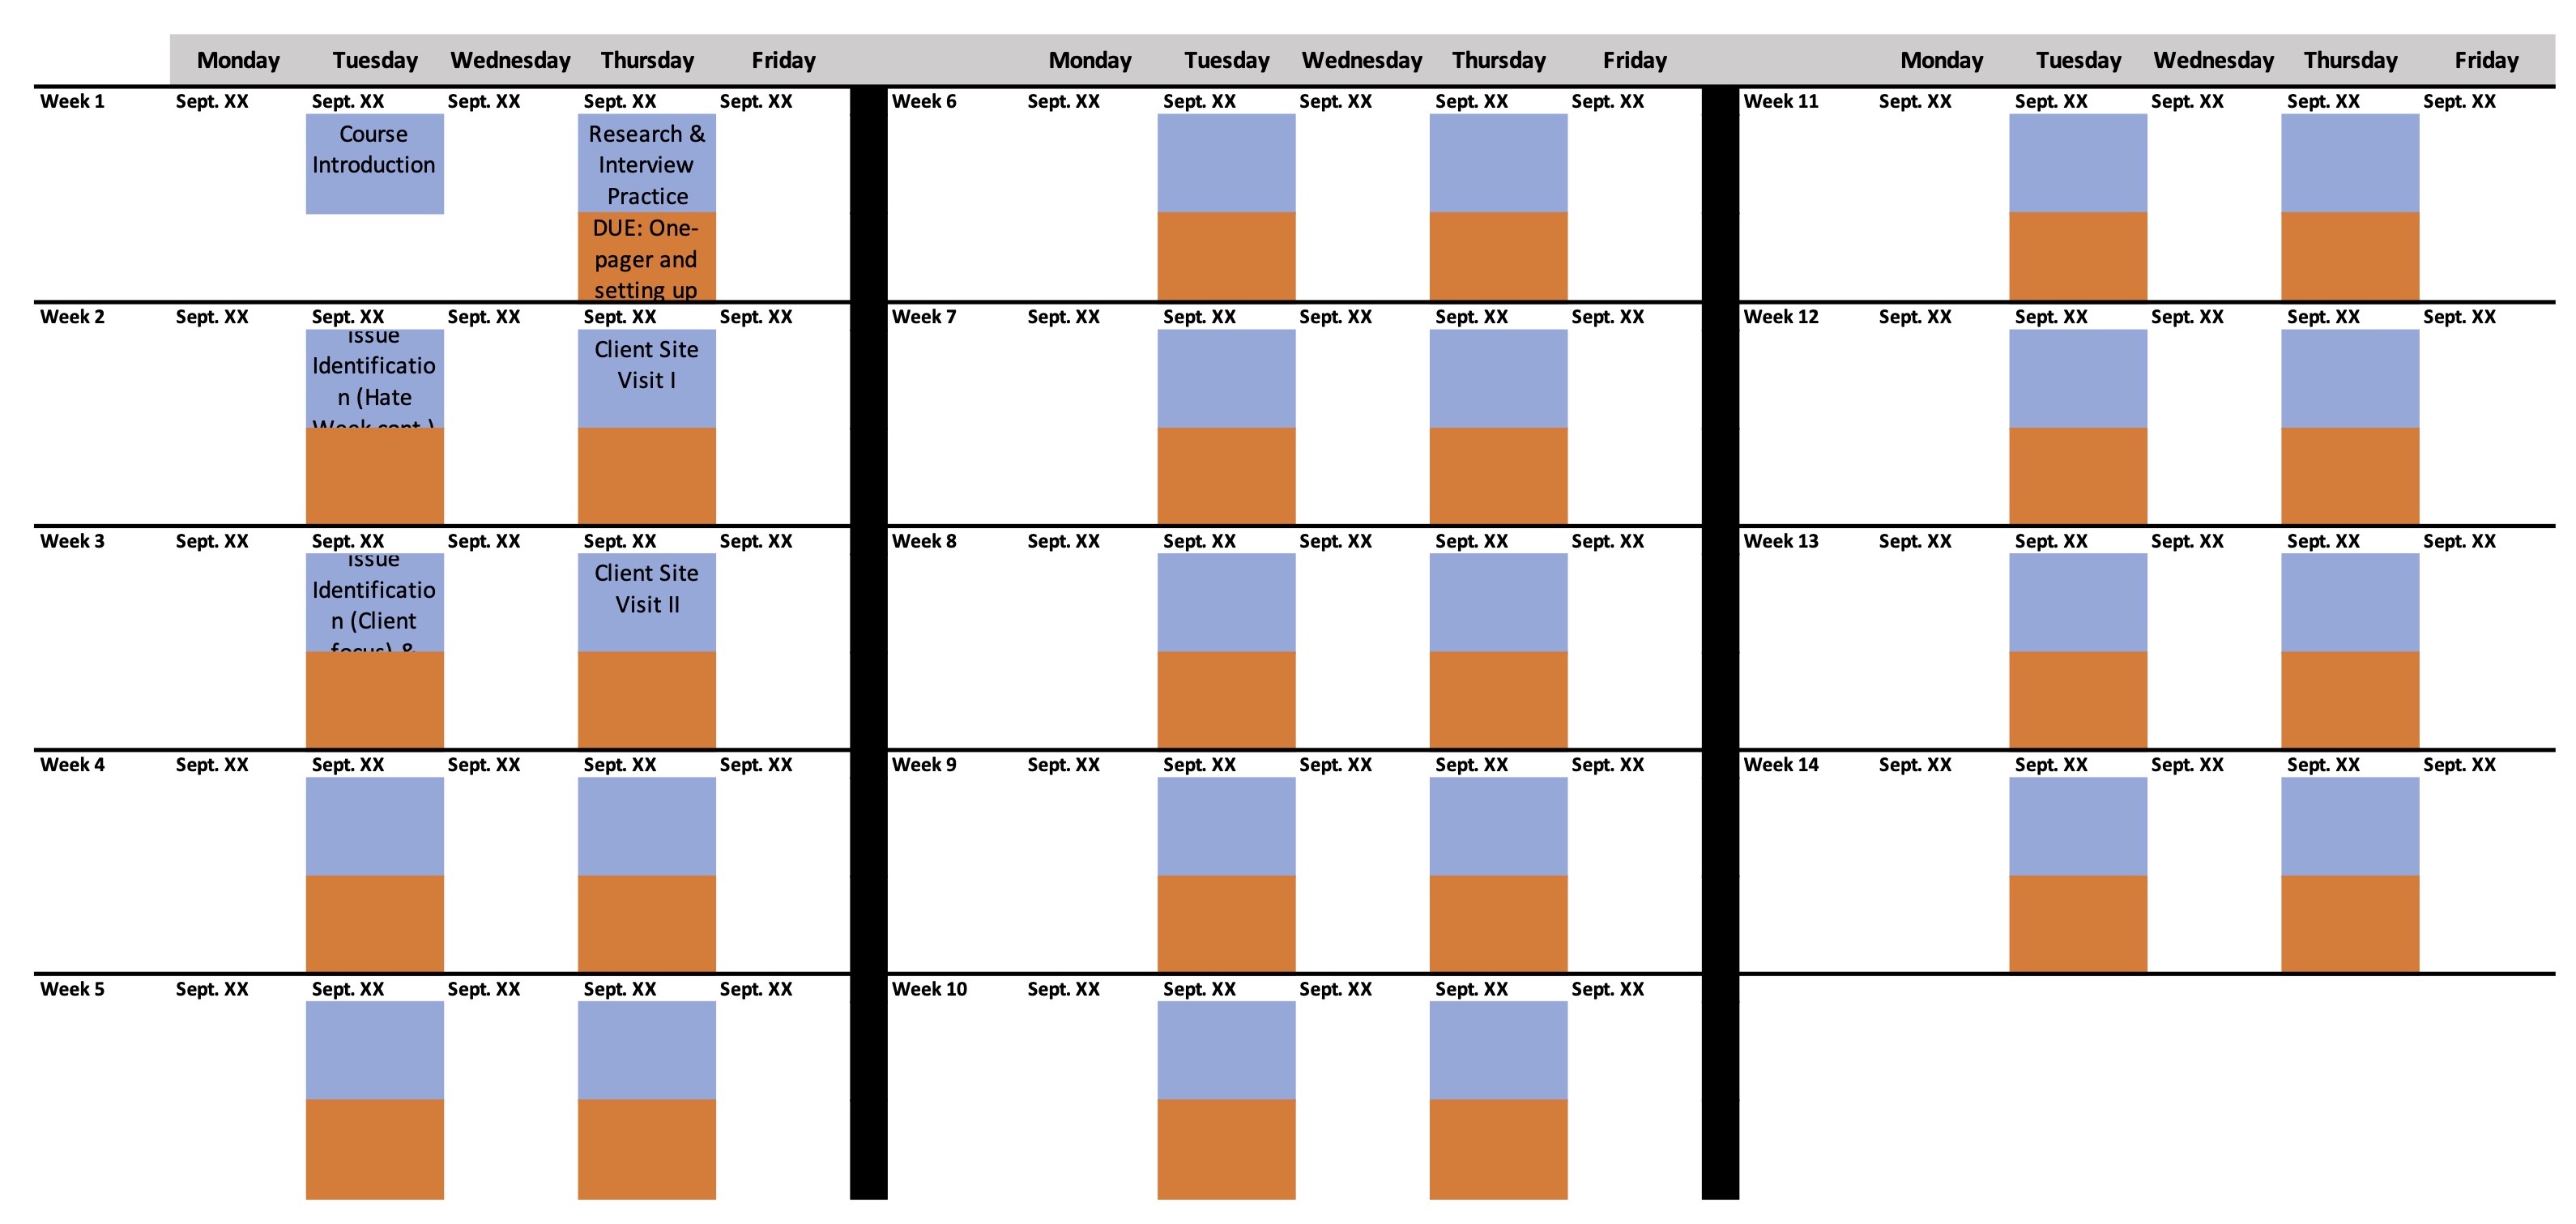 Monday Tuesday Wednesday Thursday Friday Monday Tuesday Wednesday Thursday Friday Monday Tuesday Wednesday Thursday Friday
Week 1 Sept. XX Sept. XX Sept. XX Sept. XX Sept. XX Week 6 Sept. XX Sept. XX Sept. XX Sept. XX Sept. XX Week 11 Sept. XX Sept. XX Sept. XX Sept. XX Sept. XX
Course
Introduction
Research &
Interview
Practice
DUE: One-
pager and
setting up
Week 2 Sept. XX Sept. XX Sept. XX Sept. XX Sept. XX Week 7 Sept. XX Sept. XX Sept. XX Sept. XX Sept. XX Week 12 Sept. XX Sept. XX Sept. XX Sept. XX Sept. XX
Issue
Identificatio
n (Hate
Week cont.)
Client Site
Visit I
Week 3 Sept. XX Sept. XX Sept. XX Sept. XX Sept. XX Week 8 Sept. XX Sept. XX Sept. XX Sept. XX Sept. XX Week 13 Sept. XX Sept. XX Sept. XX Sept. XX Sept. XX
Issue
Identificatio
n (Client
focus) &
Client Site
Visit II
Week 4 Sept. XX Sept. XX Sept. XX Sept. XX Sept. XX Week 9 Sept. XX Sept. XX Sept. XX Sept. XX Sept. XX Week 14 Sept. XX Sept. XX Sept. XX Sept. XX Sept. XX
Week 5 Sept. XX Sept. XX Sept. XX Sept. XX Sept. XX Week 10 Sept. XX Sept. XX Sept. XX Sept. XX Sept. XX